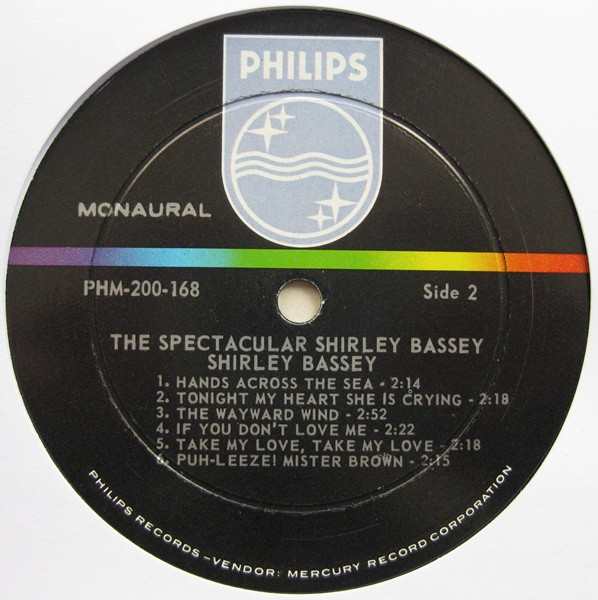 PHILIPS
MONAURAL
PHM-200-168
Side 2
THE SPECTACULAR SHIRLEY BASSEY
SHIRLEY BASSEY
1. HANDS ACROSS THE SEA - 2:14
2. TONIGHT MY HEART SHE IS CRYING - 2:18
3. THE WAYWARD WIND - 2:52
4. IF YOU DON'T LOVE ME - 2:22
5. TAKE MY LOVE, TAKE MY LOVE - 2:18
6. PUH-LEEZE! MISTER BROWN - 2:15
PHILIPS RECORDS -VENDOR: MERCURY RECORD CORPORATION